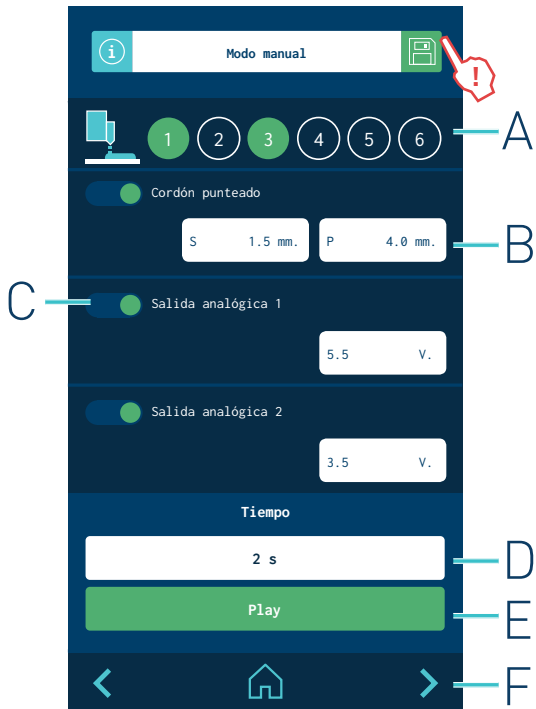 i
Modo manual
!
1 2 3 4 5 6
A
Cordón punteado
S 1.5 mm. P 4.0 mm.
B
C
Salida analógica 1
5.5 V.
Salida analógica 2
3.5 V.
Tiempo
2 s
D
Play
E
F